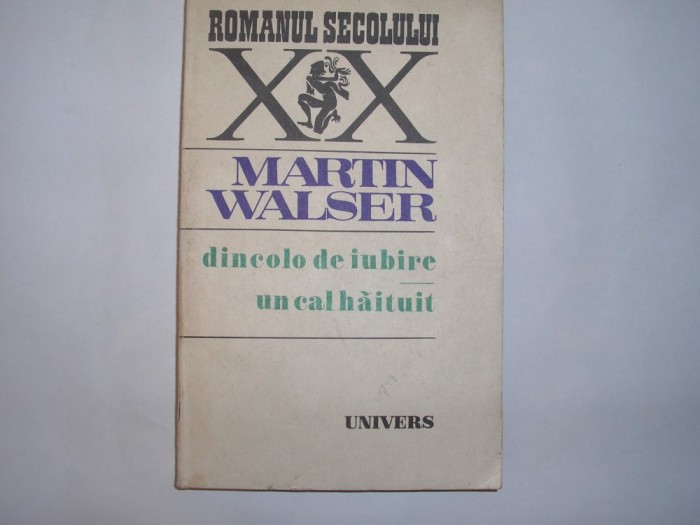 ROMANUL SECOLULUI
XX
MARTIN
WALSER
dincolo de iubire
un cal hăituit
UNIVERS